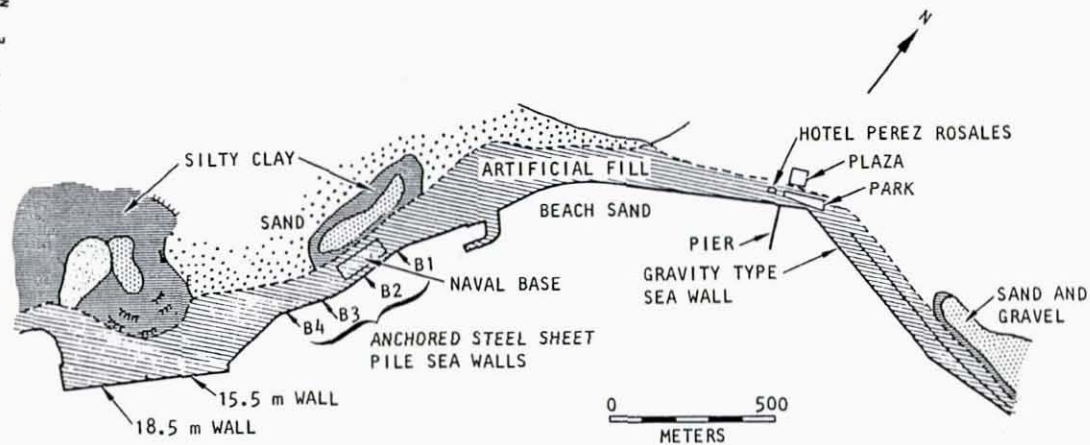 N
HOTEL PEREZ ROSALES
PLAZA
PARK
SILTY CLAY
ARTIFICIAL FILL
SAND
BEACH SAND
PIER
GRAVITY TYPE
SEA WALL
B1
NAVAL BASE
B2
B3
B4
ANCHORED STEEL SHEET
PILE SEA WALLS
SAND AND
GRAVEL
15.5 m WALL
18.5 m WALL
0
500
METERS